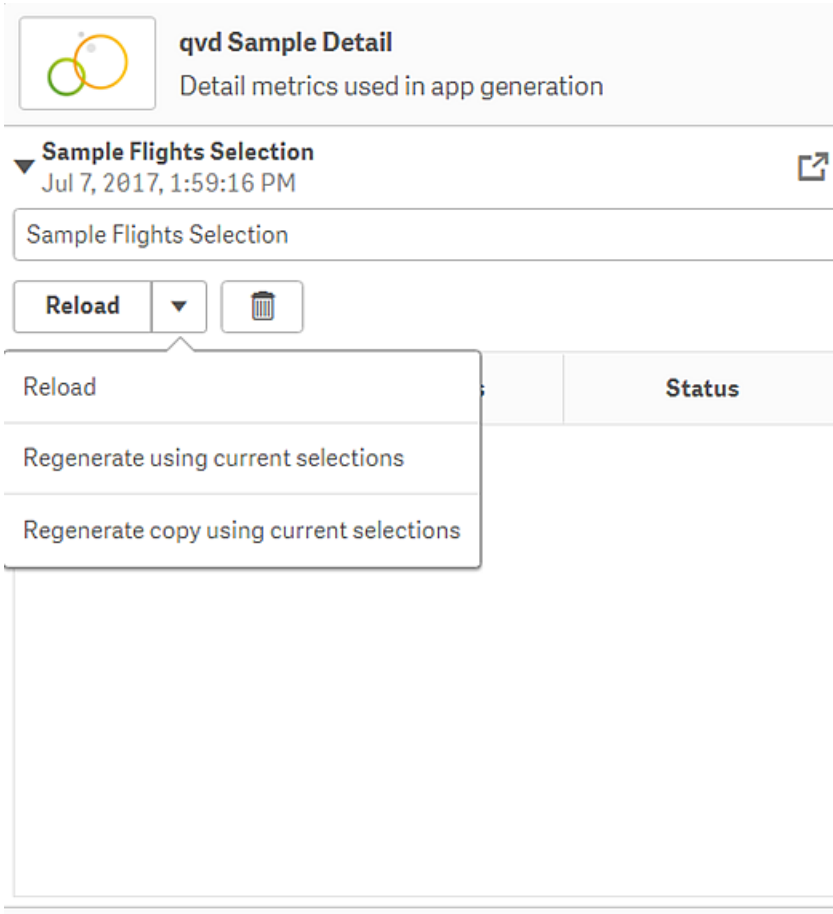 qvd Sample Detail
Detail metrics used in app generation
Sample Flights Selection
Jul 7, 2017, 1:59:16 PM
Sample Flights Selection
Reload
Reload
Status
Regenerate using current selections
Regenerate copy using current selections